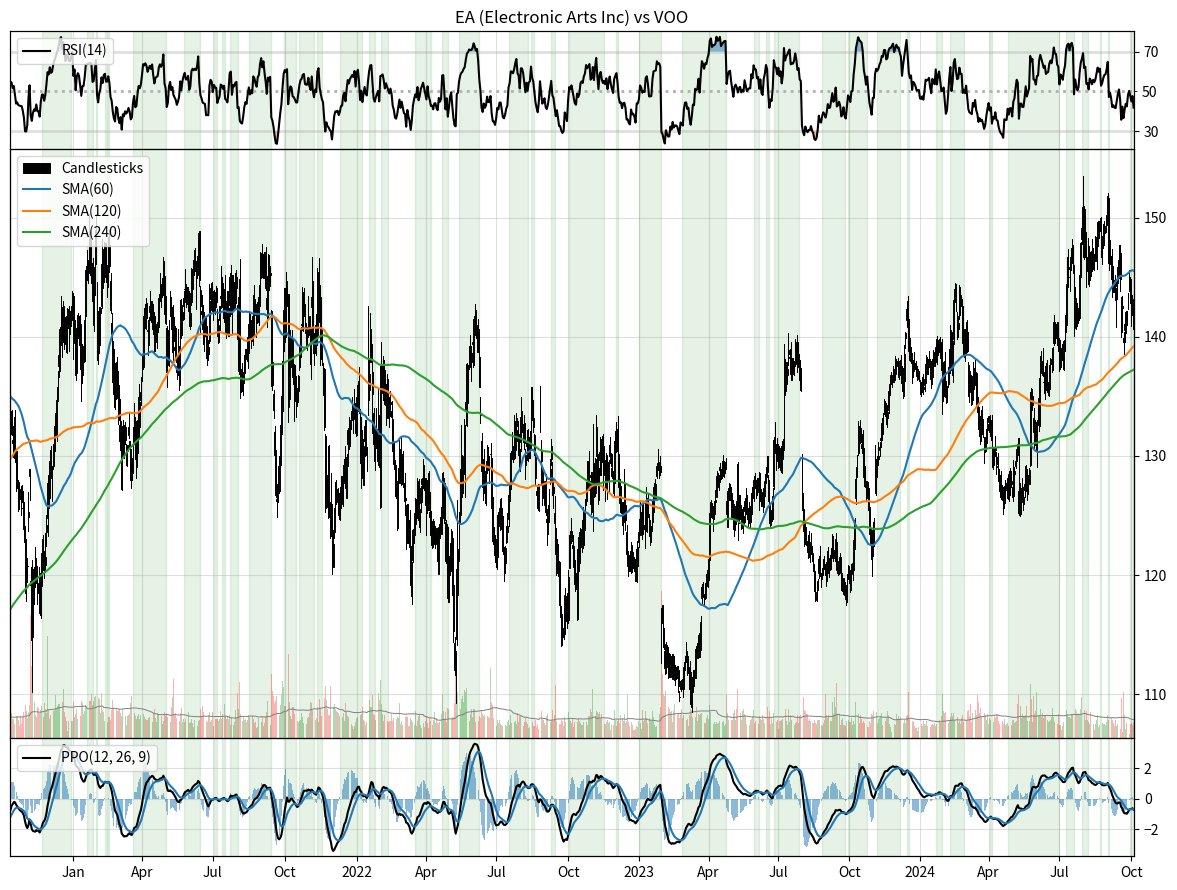 EA (Electronic Arts Inc) vs VOO
RSI(14)
70
50
30
Candlesticks
SMA(60)
SMA(120)
SMA(240)
150
140
130
120
110
PPO(12, 26, 9)
2
0
−2
Jan Apr Jul Oct 2022 Apr Jul Oct 2023 Apr Jul Oct 2024 Apr Jul Oct